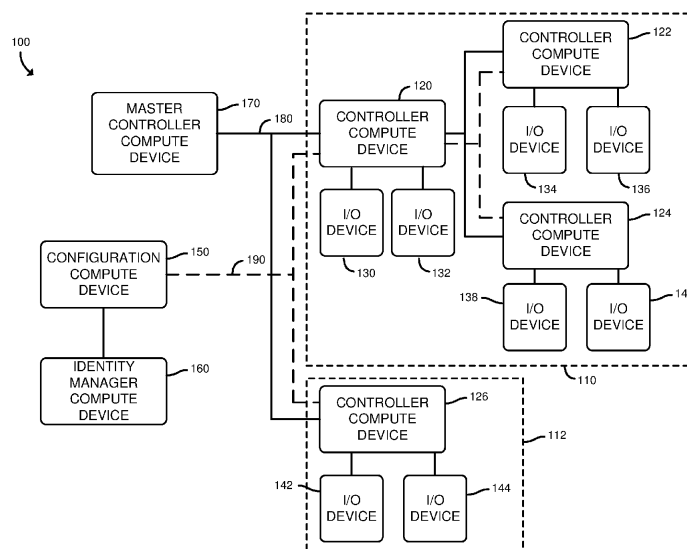 100
MASTER
CONTROLLER
COMPUTE
DEVICE
170
180
120
CONTROLLER
COMPUTE
DEVICE
I/O
DEVICE
130
I/O
DEVICE
132
CONTROLLER
COMPUTE
DEVICE
122
I/O
DEVICE
134
I/O
DEVICE
136
CONTROLLER
COMPUTE
DEVICE
124
138
I/O
DEVICE
I/O
DEVICE
110
CONFIGURATION
COMPUTE
DEVICE
150
190
IDENTITY
MANAGER
COMPUTE
DEVICE
160
CONTROLLER
COMPUTE
DEVICE
126
112
142
I/O
DEVICE
I/O
DEVICE
144